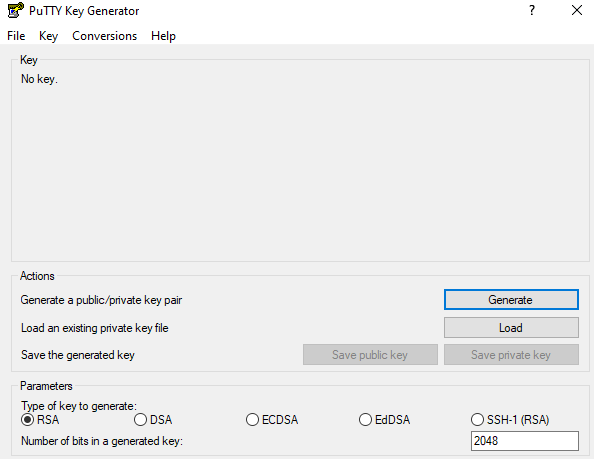 PuTTY Key Generator ? ×
File Key Conversions Help
Key
No key.
Actions
Generate a public/private key pair Generate
Load an existing private key file Load
Save the generated key Save public key Save private key
Parameters
Type of key to generate:
RSA DSA ECDSA EdDSA SSH-1 (RSA)
Number of bits in a generated key: 2048